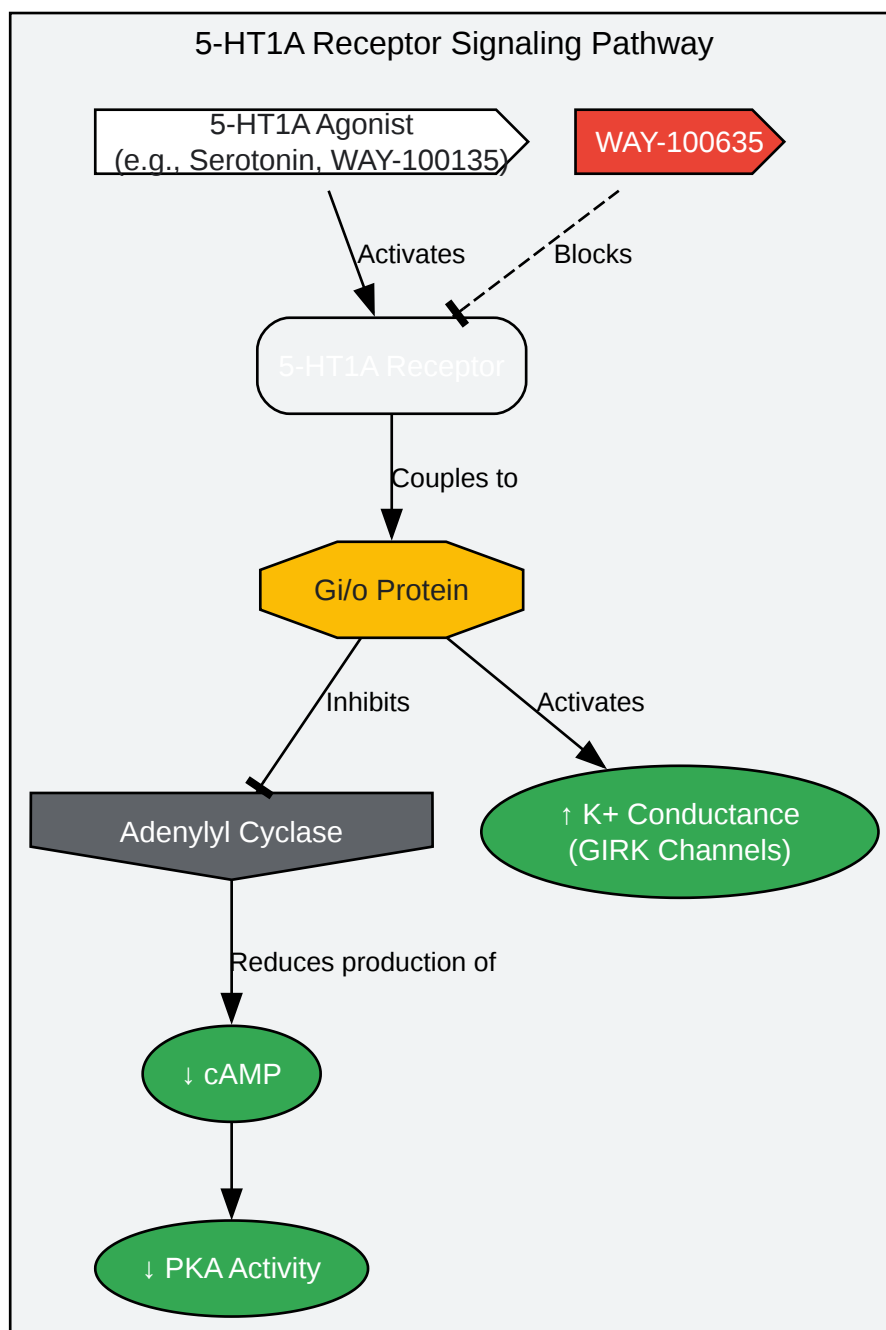 5-HT1A Receptor Signaling Pathway
5-HT1A Agonist
(e.g., Serotonin, WAY-100135)
WAY-100635
Activates
Blocks
5-HT1A Receptor
Couples to
Gi/o Protein
Inhibits
Activates
Adenylyl Cyclase
↑ K+ Conductance
(GIRK Channels)
Reduces production of
↓ cAMP
↓ PKA Activity